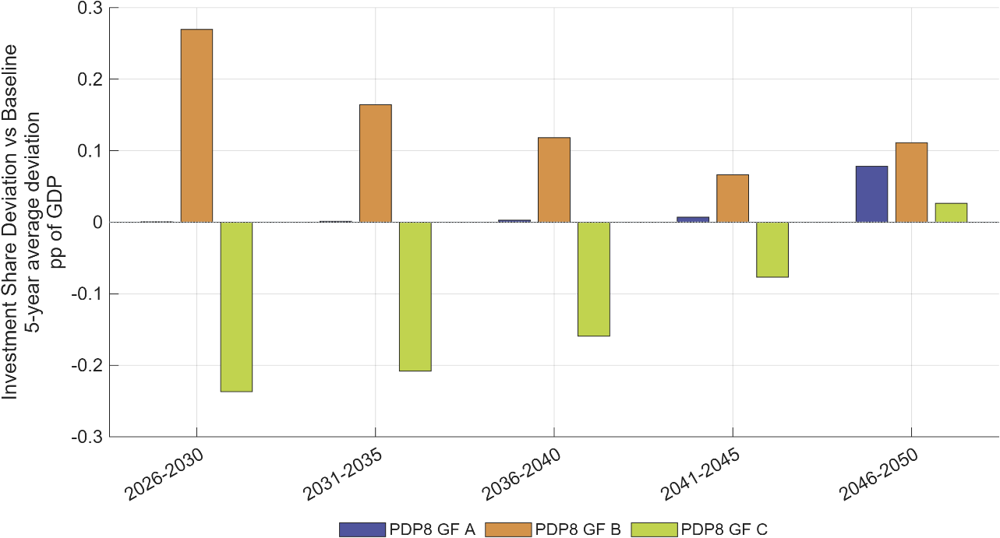 Investment Share Deviation vs Baseline
5-year average deviation
pp of GDP
0.3
0.2
0.1
0
-0.1
-0.2
-0.3
2026-2030
2031-2035
2036-2040
2041-2045
2046-2050
PDP8 GF A
PDP8 GF B
PDP8 GF C